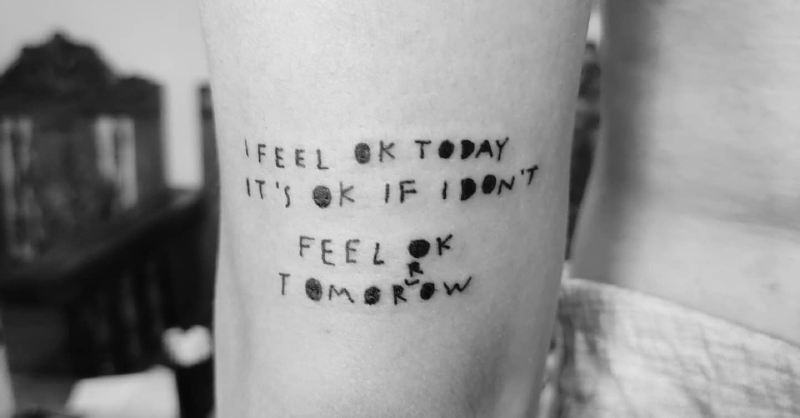 I FEEL OK TODAY
IT'S OK IF I DON'T
FEEL OK
TOMORROW